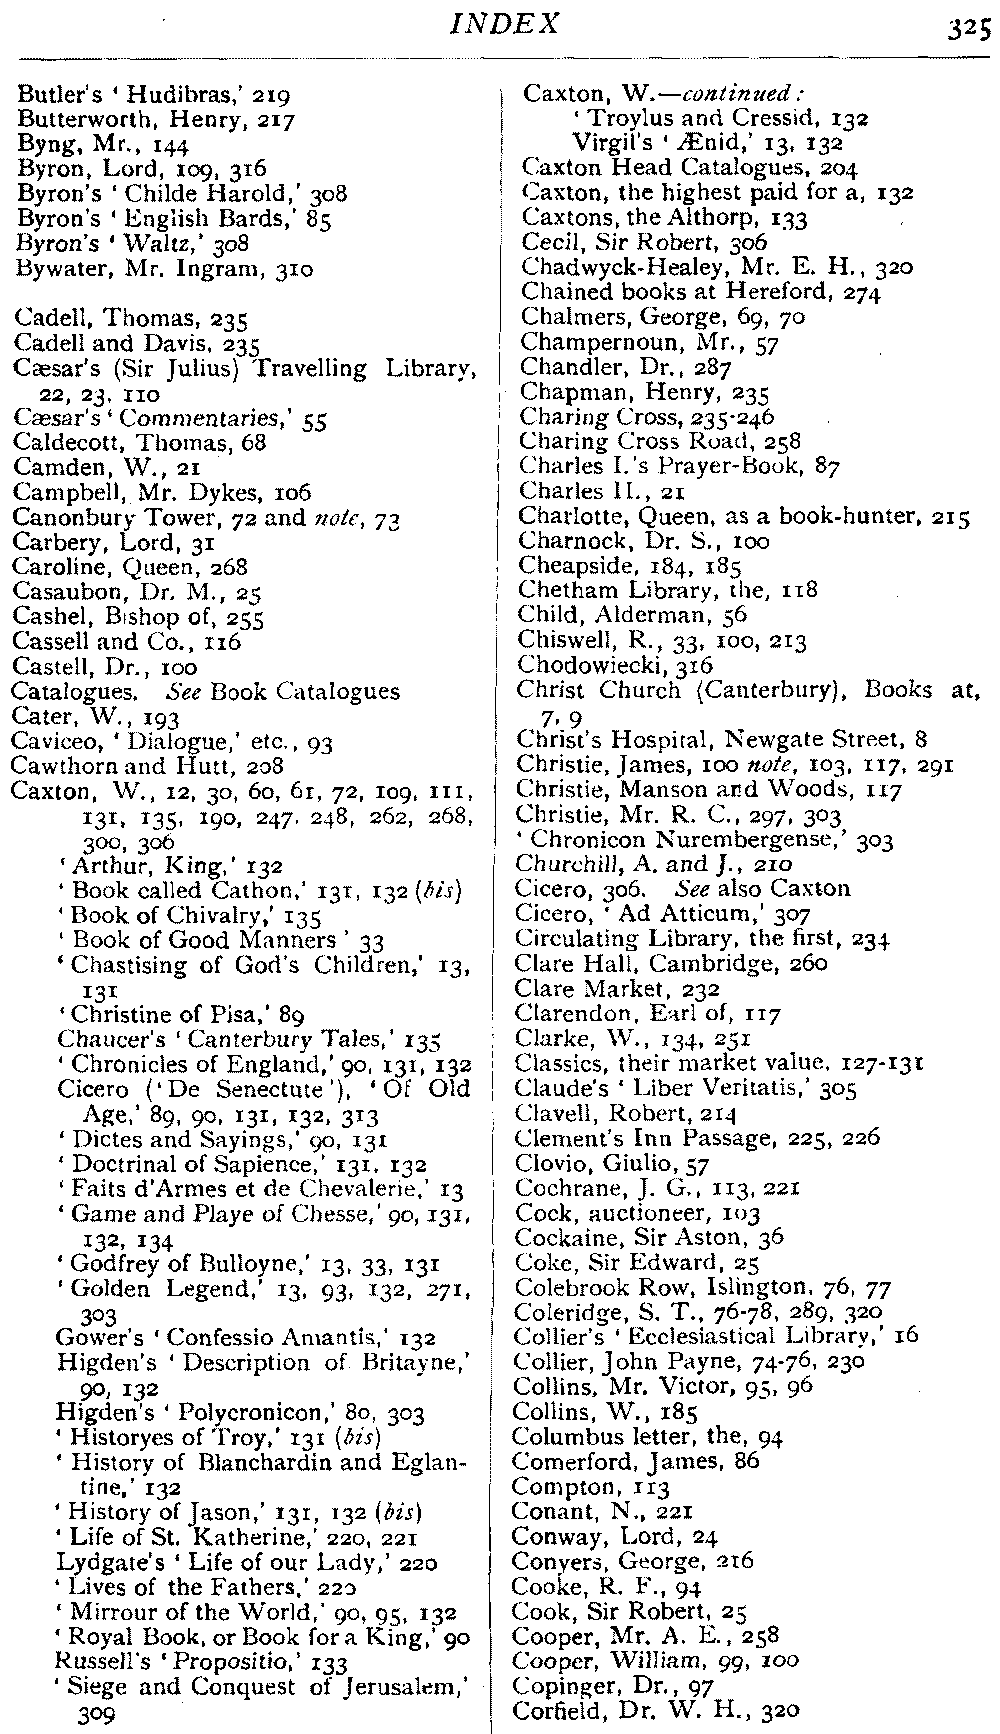 INDEX 325
Butler's ‘ Hudibras,’ 219
Butterworth, Henry, 217
Byng, Mr., 144
Byron, Lord, 109, 316
Byron's ‘ Childe Harold,’ 308
Byron's ‘ English Bards,’ 85
Byron's ‘ Waltz,’ 308
Bywater, Mr. Ingram, 310
Cadell, Thomas, 235
Cadell and Davis, 235
Cæsar's (Sir Julius) Travelling Library,
22, 23, 110
Cæsar's ‘ Commentaries,’ 55
Caldecott, Thomas, 68
Camden, W., 21
Campbell, Mr. Dykes, 106
Canonbury Tower, 72 and note, 73
Carbery, Lord, 31
Caroline, Queen, 268
Casaubon, Dr. M., 25
Cashel, Bishop of, 255
Cassell and Co., 116
Castell, Dr., 100
Catalogues. See Book Catalogues
Cater, W., 193
Caviceo, ‘ Dialogue,’ etc., 93
Cawthorn and Hutt, 208
Caxton, W., 12, 30, 60, 61, 72, 109, 111,
131, 135, 190, 247, 248, 262, 268,
300, 306
‘ Arthur, King,’ 132
‘ Book called Cathon,’ 131, 132 (bis)
‘ Book of Chivalry,’ 135
‘ Book of Good Manners ’ 33
‘ Chastising of God's Children,’ 13,
131
‘ Christine of Pisa,’ 89
Chaucer's ‘ Canterbury Tales,’ 135
‘ Chronicles of England,’ 90, 131, 132
Cicero (‘ De Senectute ’), ‘ Of Old
Age,’ 89, 90, 131, 132, 313
‘ Dictes and Sayings,’ 90, 131
‘ Doctrinal of Sapience,’ 131, 132
‘ Faits d'Armes et de Chevalerie,’ 13
‘ Game and Playe of Chesse,’ 90, 131,
132, 134
‘ Godfrey of Bulloyne,’ 13, 33, 131
‘ Golden Legend,’ 13, 93, 132, 271,
303
Gower's ‘ Confessio Amantis,’ 132
Higden's ‘ Description of Britayne,’
90, 132
Higden's ‘ Polycronicon,’ 80, 303
‘ Historyes of Troy,’ 131 (bis)
‘ History of Blanchardin and Eglan-
tine,’ 132
‘ History of Jason,’ 131, 132 (bis)
‘ Life of St. Katherine,’ 220, 221
Lydgate's ‘ Life of our Lady,’ 220
‘ Lives of the Fathers,’ 220
‘ Mirrour of the World,’ 90, 95, 132
‘ Royal Book, or Book for a King,’ 90
Russell's ‘ Propositio,’ 133
‘ Siege and Conquest of Jerusalem,’
309
Caxton, W.—continued :
‘ Troylus and Cressid, 132
Virgil's ‘ Ænid,’ 13, 132
Caxton Head Catalogues, 204
Caxton, the highest paid for a, 132
Caxtons, the Althorp, 133
Cecil, Sir Robert, 306
Chadwyck-Healey, Mr. E. H., 320
Chained books at Hereford, 274
Chalmers, George, 69, 70
Champernoun, Mr., 57
Chandler, Dr., 287
Chapman, Henry, 235
Charing Cross, 235-246
Charing Cross Road, 258
Charles I.'s Prayer-Book, 87
Charles II., 21
Charlotte, Queen, as a book-hunter, 215
Charnock, Dr. S., 100
Cheapside, 184, 185
Chetham Library, the, 118
Child, Alderman, 56
Chiswell, R., 33, 100, 213
Chodowiecki, 316
Christ Church (Canterbury), Books at,
7, 9
Christ's Hospital, Newgate Street, 8
Christie, James, 100 note, 103, 117, 291
Christie, Manson and Woods, 117
Christie, Mr. R. C., 297, 303
‘ Chronicon Nurembergense,’ 303
Churchill, A. and J., 210
Cicero, 306. See also Caxton
Cicero, ‘ Ad Atticum,’ 307
Circulating Library, the first, 234
Clare Hall, Cambridge, 260
Clare Market, 232
Clarendon, Earl of, 117
Clarke, W., 134, 251
Classics, their market value, 127-131
Claude's ‘ Liber Veritatis,’ 305
Clavell, Robert, 214
Clement's Inn Passage, 225, 226
Clovio, Giulio, 57
Cochrane, J. G., 113, 221
Cock, auctioneer, 103
Cockaine, Sir Aston, 36
Coke, Sir Edward, 25
Colebrook Row, Islington, 76, 77
Coleridge, S. T., 76-78, 289, 320
Collier's ‘ Ecclesiastical Library,’ 16
Collier, John Payne, 74-76, 230
Collins, Mr. Victor, 95, 96
Collins, W., 185
Columbus letter, the, 94
Comerford, James, 86
Compton, 113
Conant, N., 221
Conway, Lord, 24
Conyers, George, 216
Cooke, R. F., 94
Cook, Sir Robert, 25
Cooper, Mr. A. E., 258
Cooper, William, 99, 100
Copinger, Dr., 97
Corfield, Dr. W. H., 320